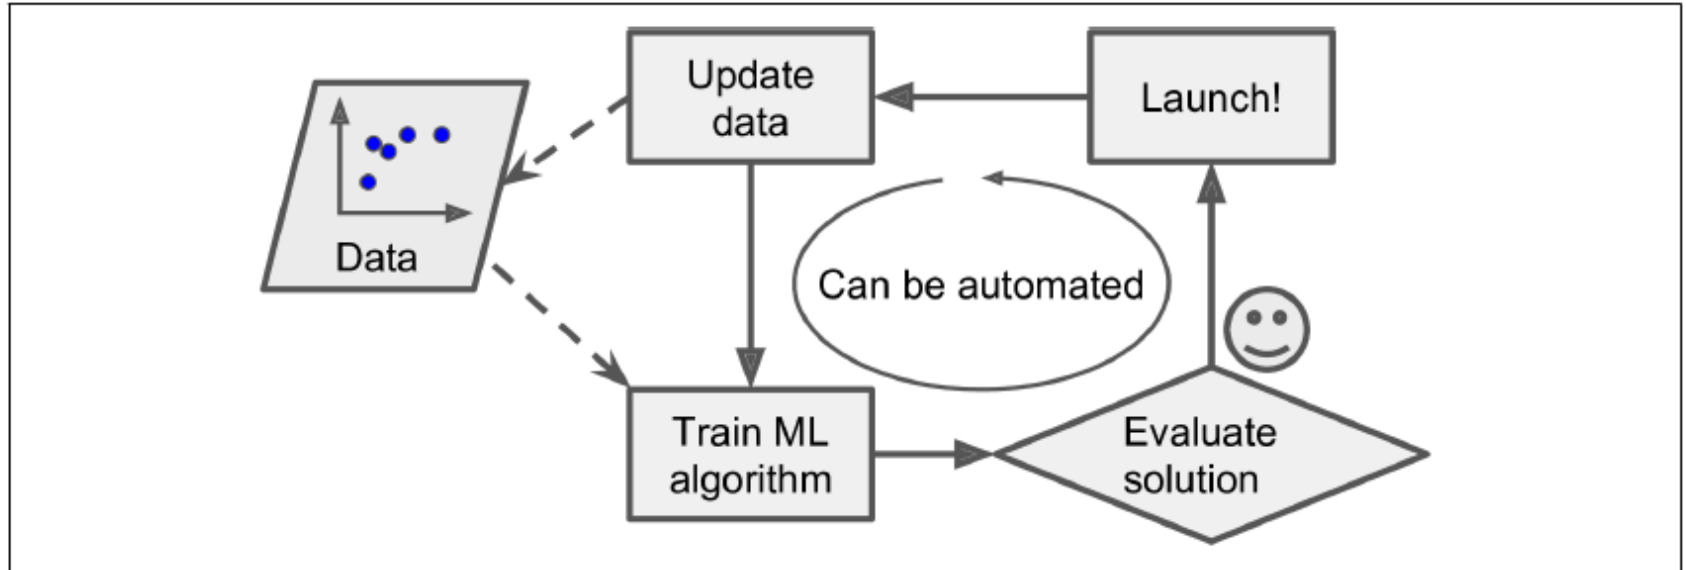 Update
data
Launch!
Data
Can be automated
Train ML
algorithm
Evaluate
solution